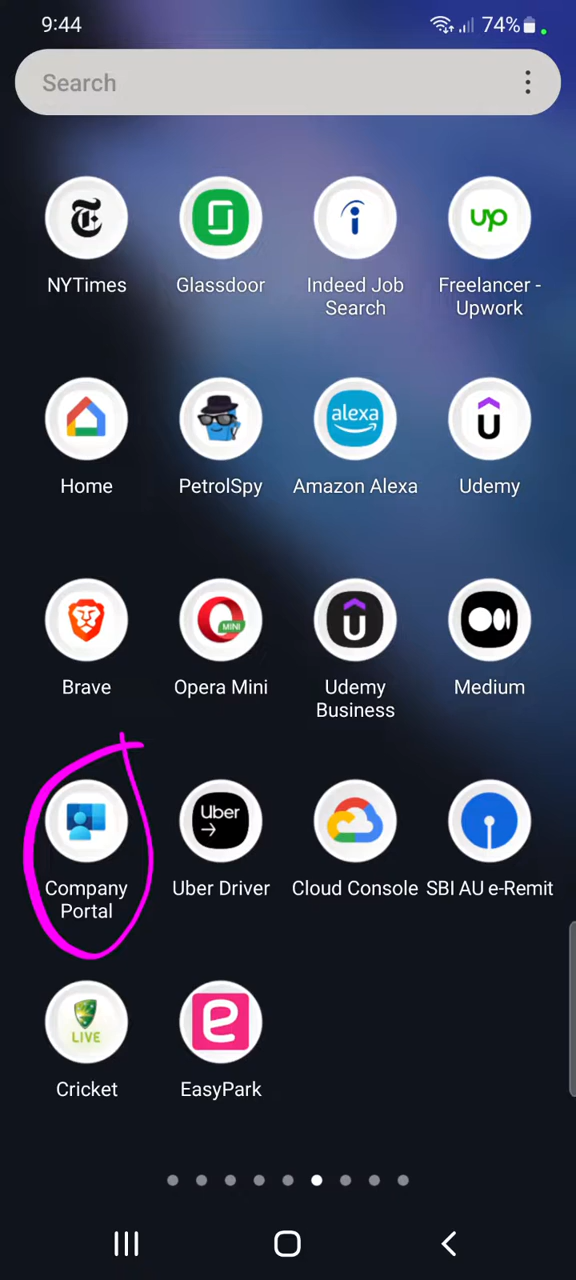 9:44 74%
Search
NYTimes Glassdoor Indeed Job Search Freelancer - Upwork
up
alexa
Home PetrolSpy Amazon Alexa Udemy
MINI
Brave Opera Mini Udemy Business Medium
Uber
Company Portal Uber Driver Cloud Console SBI AU e-Remit
LIVE
Cricket EasyPark